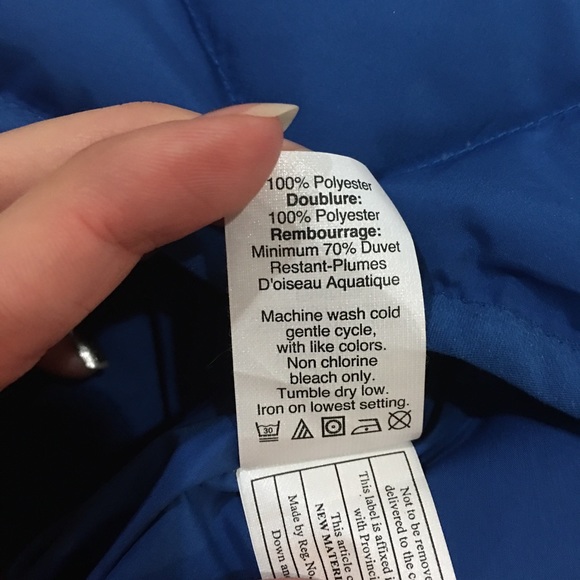 100% Polyester
Doublure:
100% Polyester
Rembourrage:
Minimum 70% Duvet
Restant-Plumes
D'oiseau Aquatique
Machine wash cold
gentle cycle,
with like colors.
Non chlorine
bleach only.
Tumble dry low.
Iron on lowest setting.
30
Not to be remove
delivered to the c
This label is affixed i
with Provinc
This article c
NEW MATERI
Made by Reg. No.
Down an